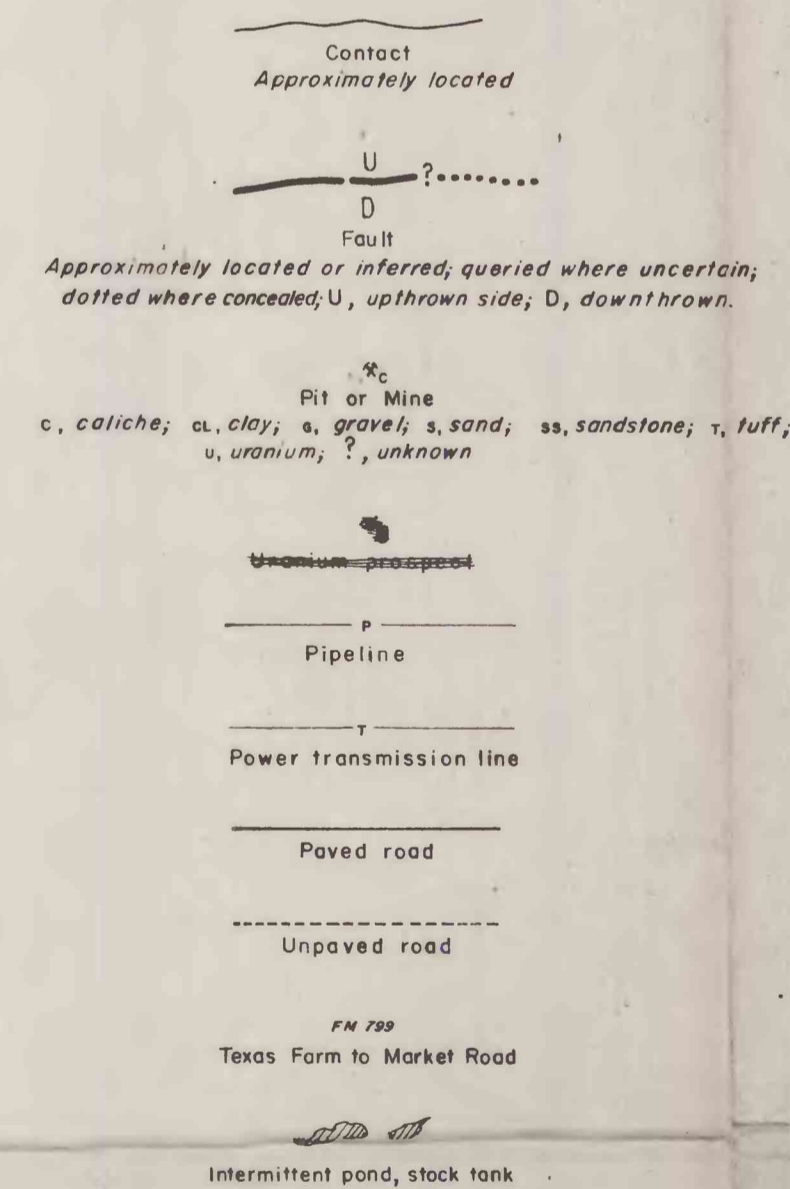 Contact
Approximately located
U
?
D
Fault
Approximately located or inferred; queried where uncertain;
dotted where concealed; U, upthrown side; D, downthrown.
C
Pit or Mine
C, caliche; CL, clay; G, gravel; S, sand; SS, sandstone; T, tuff;
U, uranium; ?, unknown
Uranium prospect
P
Pipeline
T
Power transmission line
Paved road
Unpaved road
FM 799
Texas Farm to Market Road
Intermittent pond, stock tank